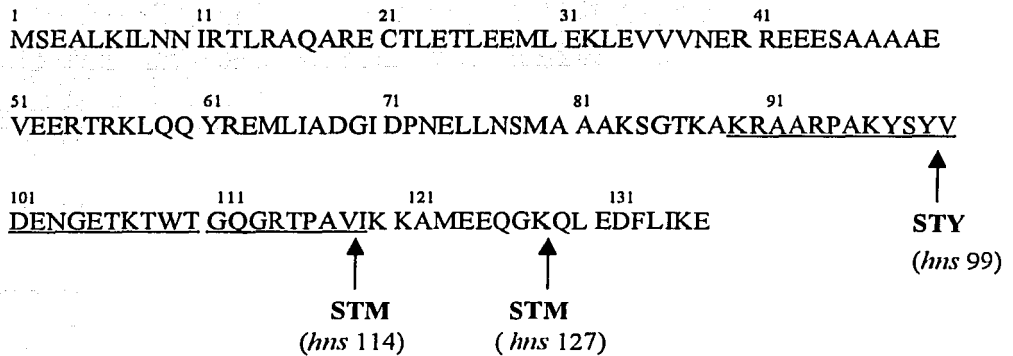 1 11 21 31 41
MSEALKILNN IRTLRAQARE CTLETLEEML EKLEVVVNER REEESAAAAE
51 61 71 81 91
VEERTRKLQQ YREMLIADGI DPNELLNSMA AAKSGTKAKRAARPAKYSYV
101 111 121 131
DENGETKTWT GQGRTPAVIK KAMEEQGKQL EDFLIKE
STY
(hns 99)
STM STM
(hns 114) ( hns 127)